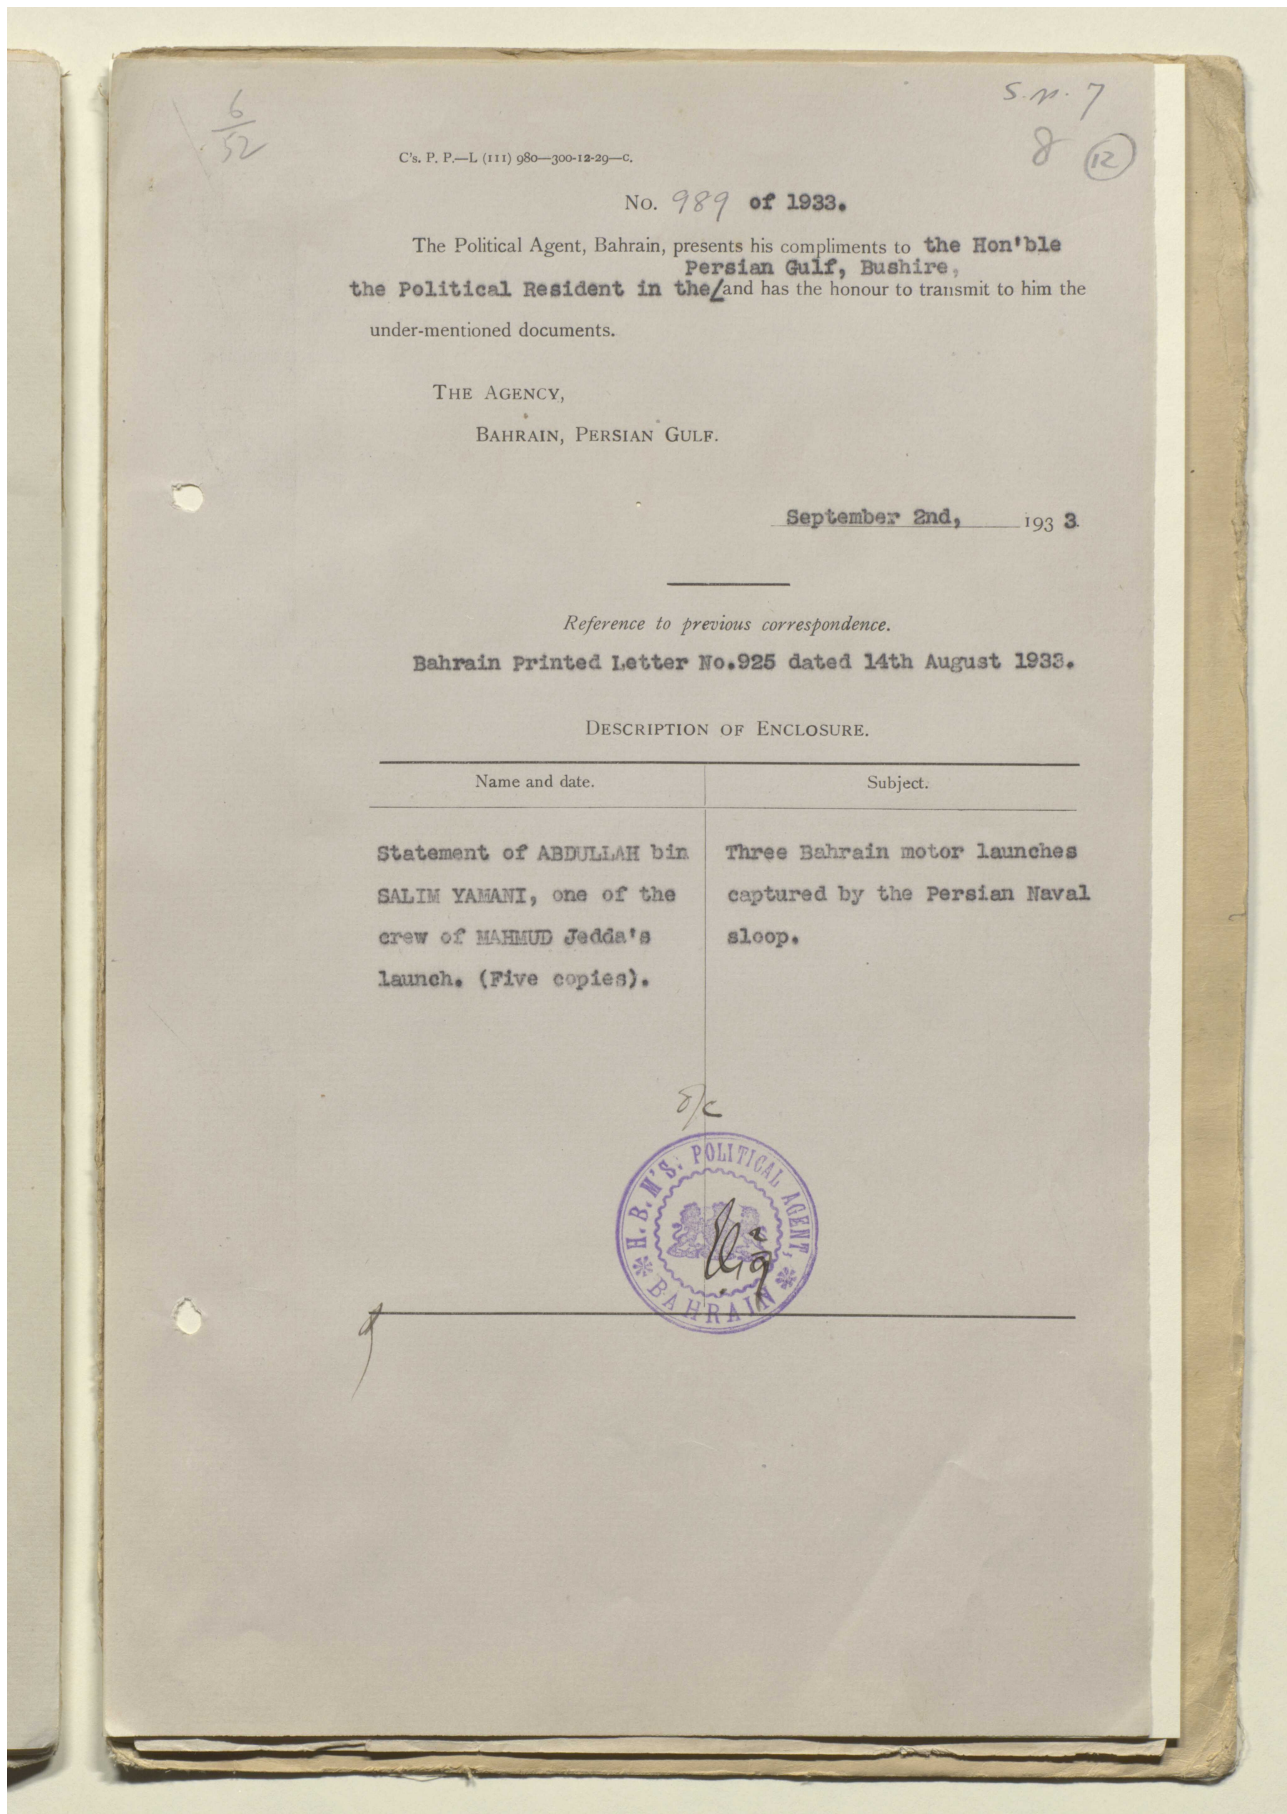 6
52
S.N. 7
8
12
C's. P. P.—L (III) 980—300-12-29—C.
No. 989 of 1933.
The Political Agent, Bahrain, presents his compliments to the Hon'ble
Persian Gulf, Bushire,
the Political Resident in the/and has the honour to transmit to him the
under-mentioned documents.
THE AGENCY,
BAHRAIN, PERSIAN GULF.
September 2nd, 1933.
Reference to previous correspondence.
Bahrain Printed Letter No.925 dated 14th August 1933.
DESCRIPTION OF ENCLOSURE.
Name and date.
Subject.
Statement of ABDULLAH bin
SALIM YAMANI, one of the
crew of MAHMUD Jedda's
launch. (Five copies).
Three Bahrain motor launches
captured by the Persian Naval
sloop.
H. B. M'S. POLITICAL AGENT,
BAHRAIN